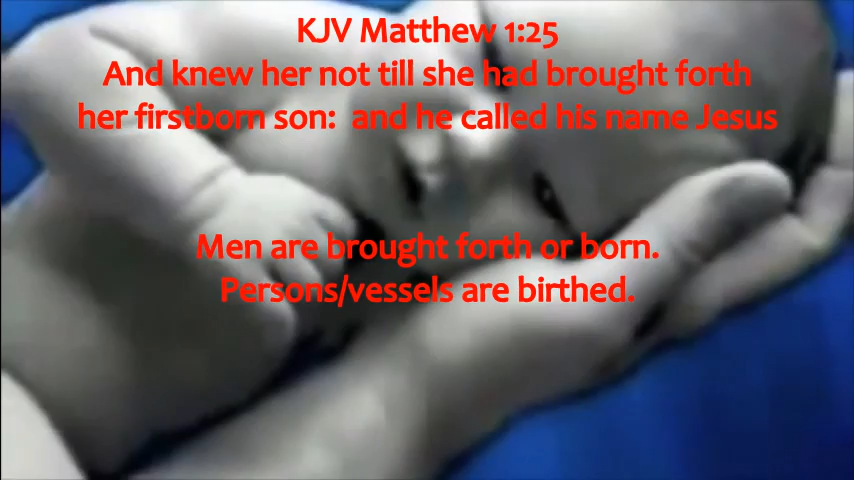 KJV Matthew 1:25
And knew her not till she had brought forth
her firstborn son:  and he called his name Jesus
Men are brought forth or born.
Persons/vessels are birthed.